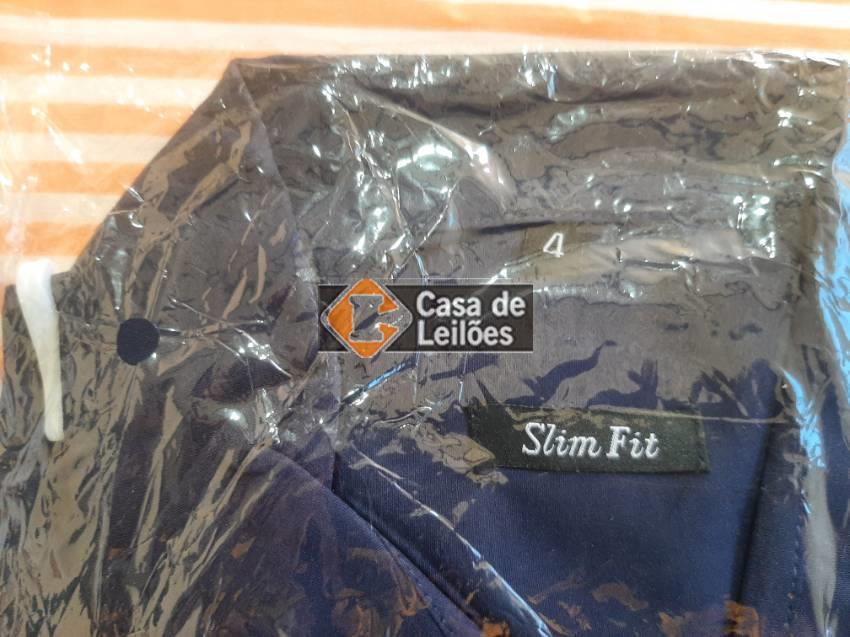 4
Casa de
Leilões
Slim Fit